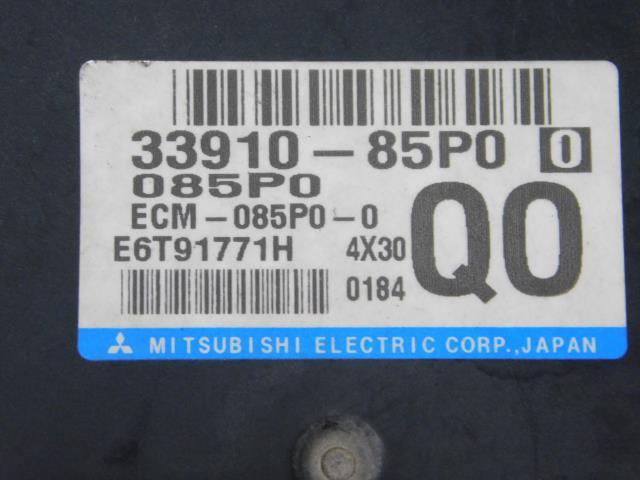 33910-85P0 0
085P0
ECM-085P0-0
E6T91771H 4X30
0184
Q0
MITSUBISHI ELECTRIC CORP.,JAPAN